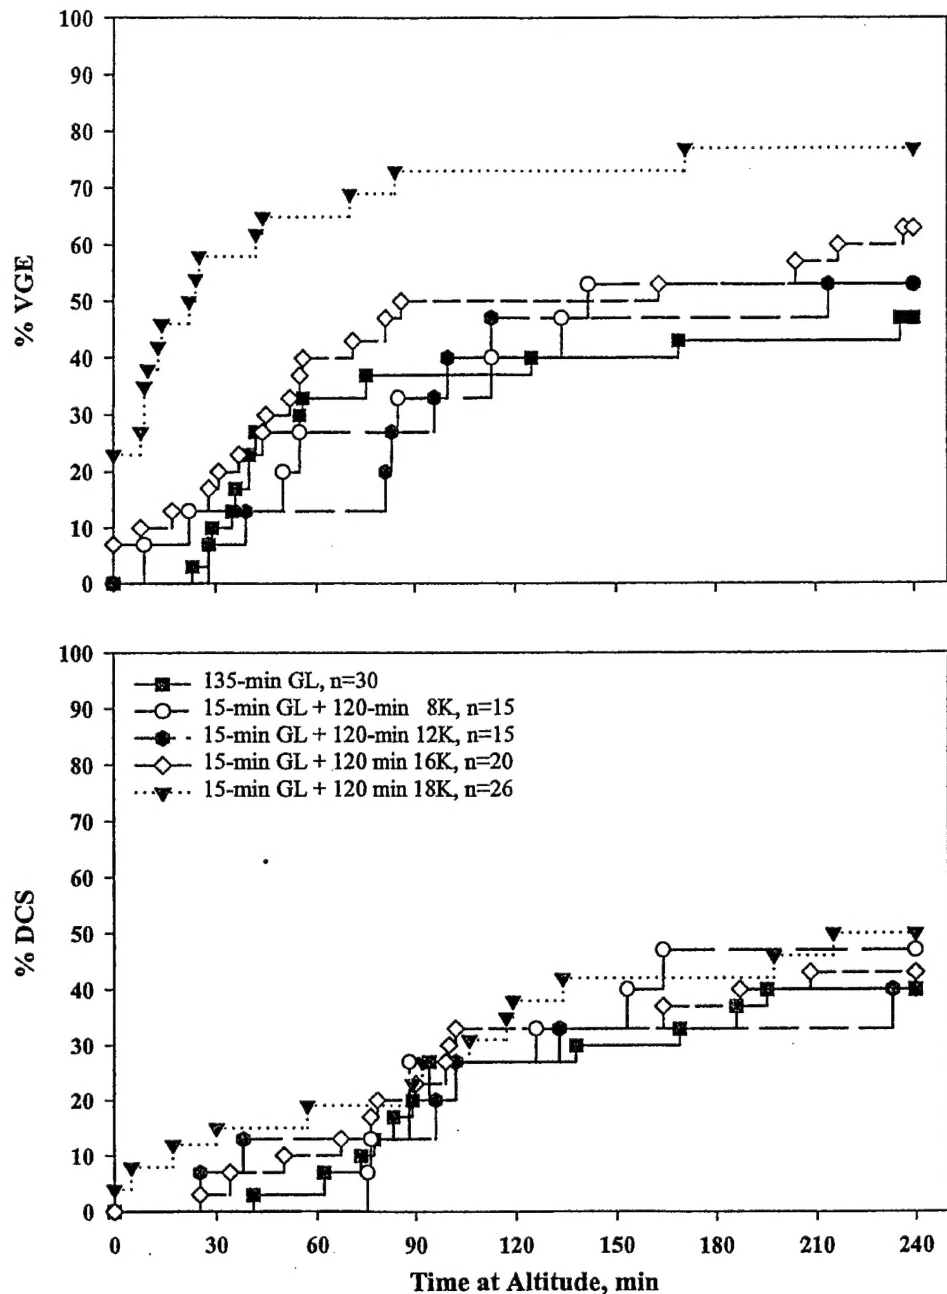 100
90
80
70
60
50
40
30
20
10
0
% VGE
100
90
80
70
60
50
40
30
20
10
0
% DCS
135-min GL, n=30
15-min GL + 120-min 8K, n=15
15-min GL + 120-min 12K, n=15
15-min GL + 120 min 16K, n=20
15-min GL + 120 min 18K, n=26
0 30 60 90 120 150 180 210 240
Time at Altitude, min